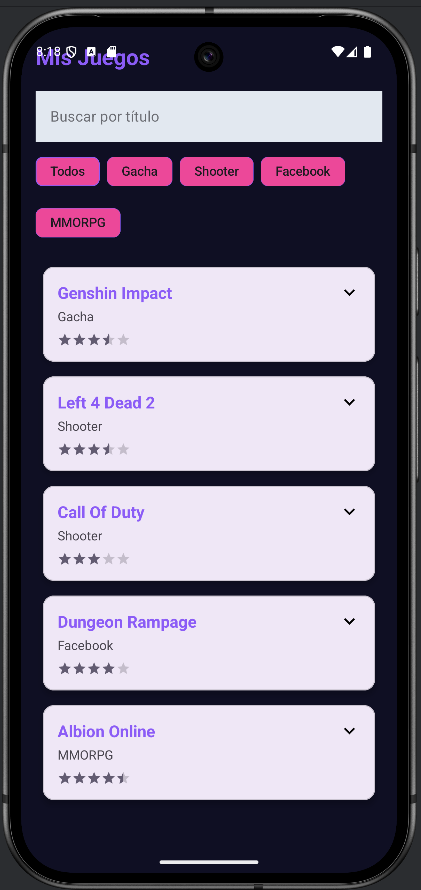 8:18
Mis Juegos
Buscar por título
Todos Gacha Shooter Facebook
MMORPG
Genshin Impact
Gacha
Left 4 Dead 2
Shooter
Call Of Duty
Shooter
Dungeon Rampage
Facebook
Albion Online
MMORPG